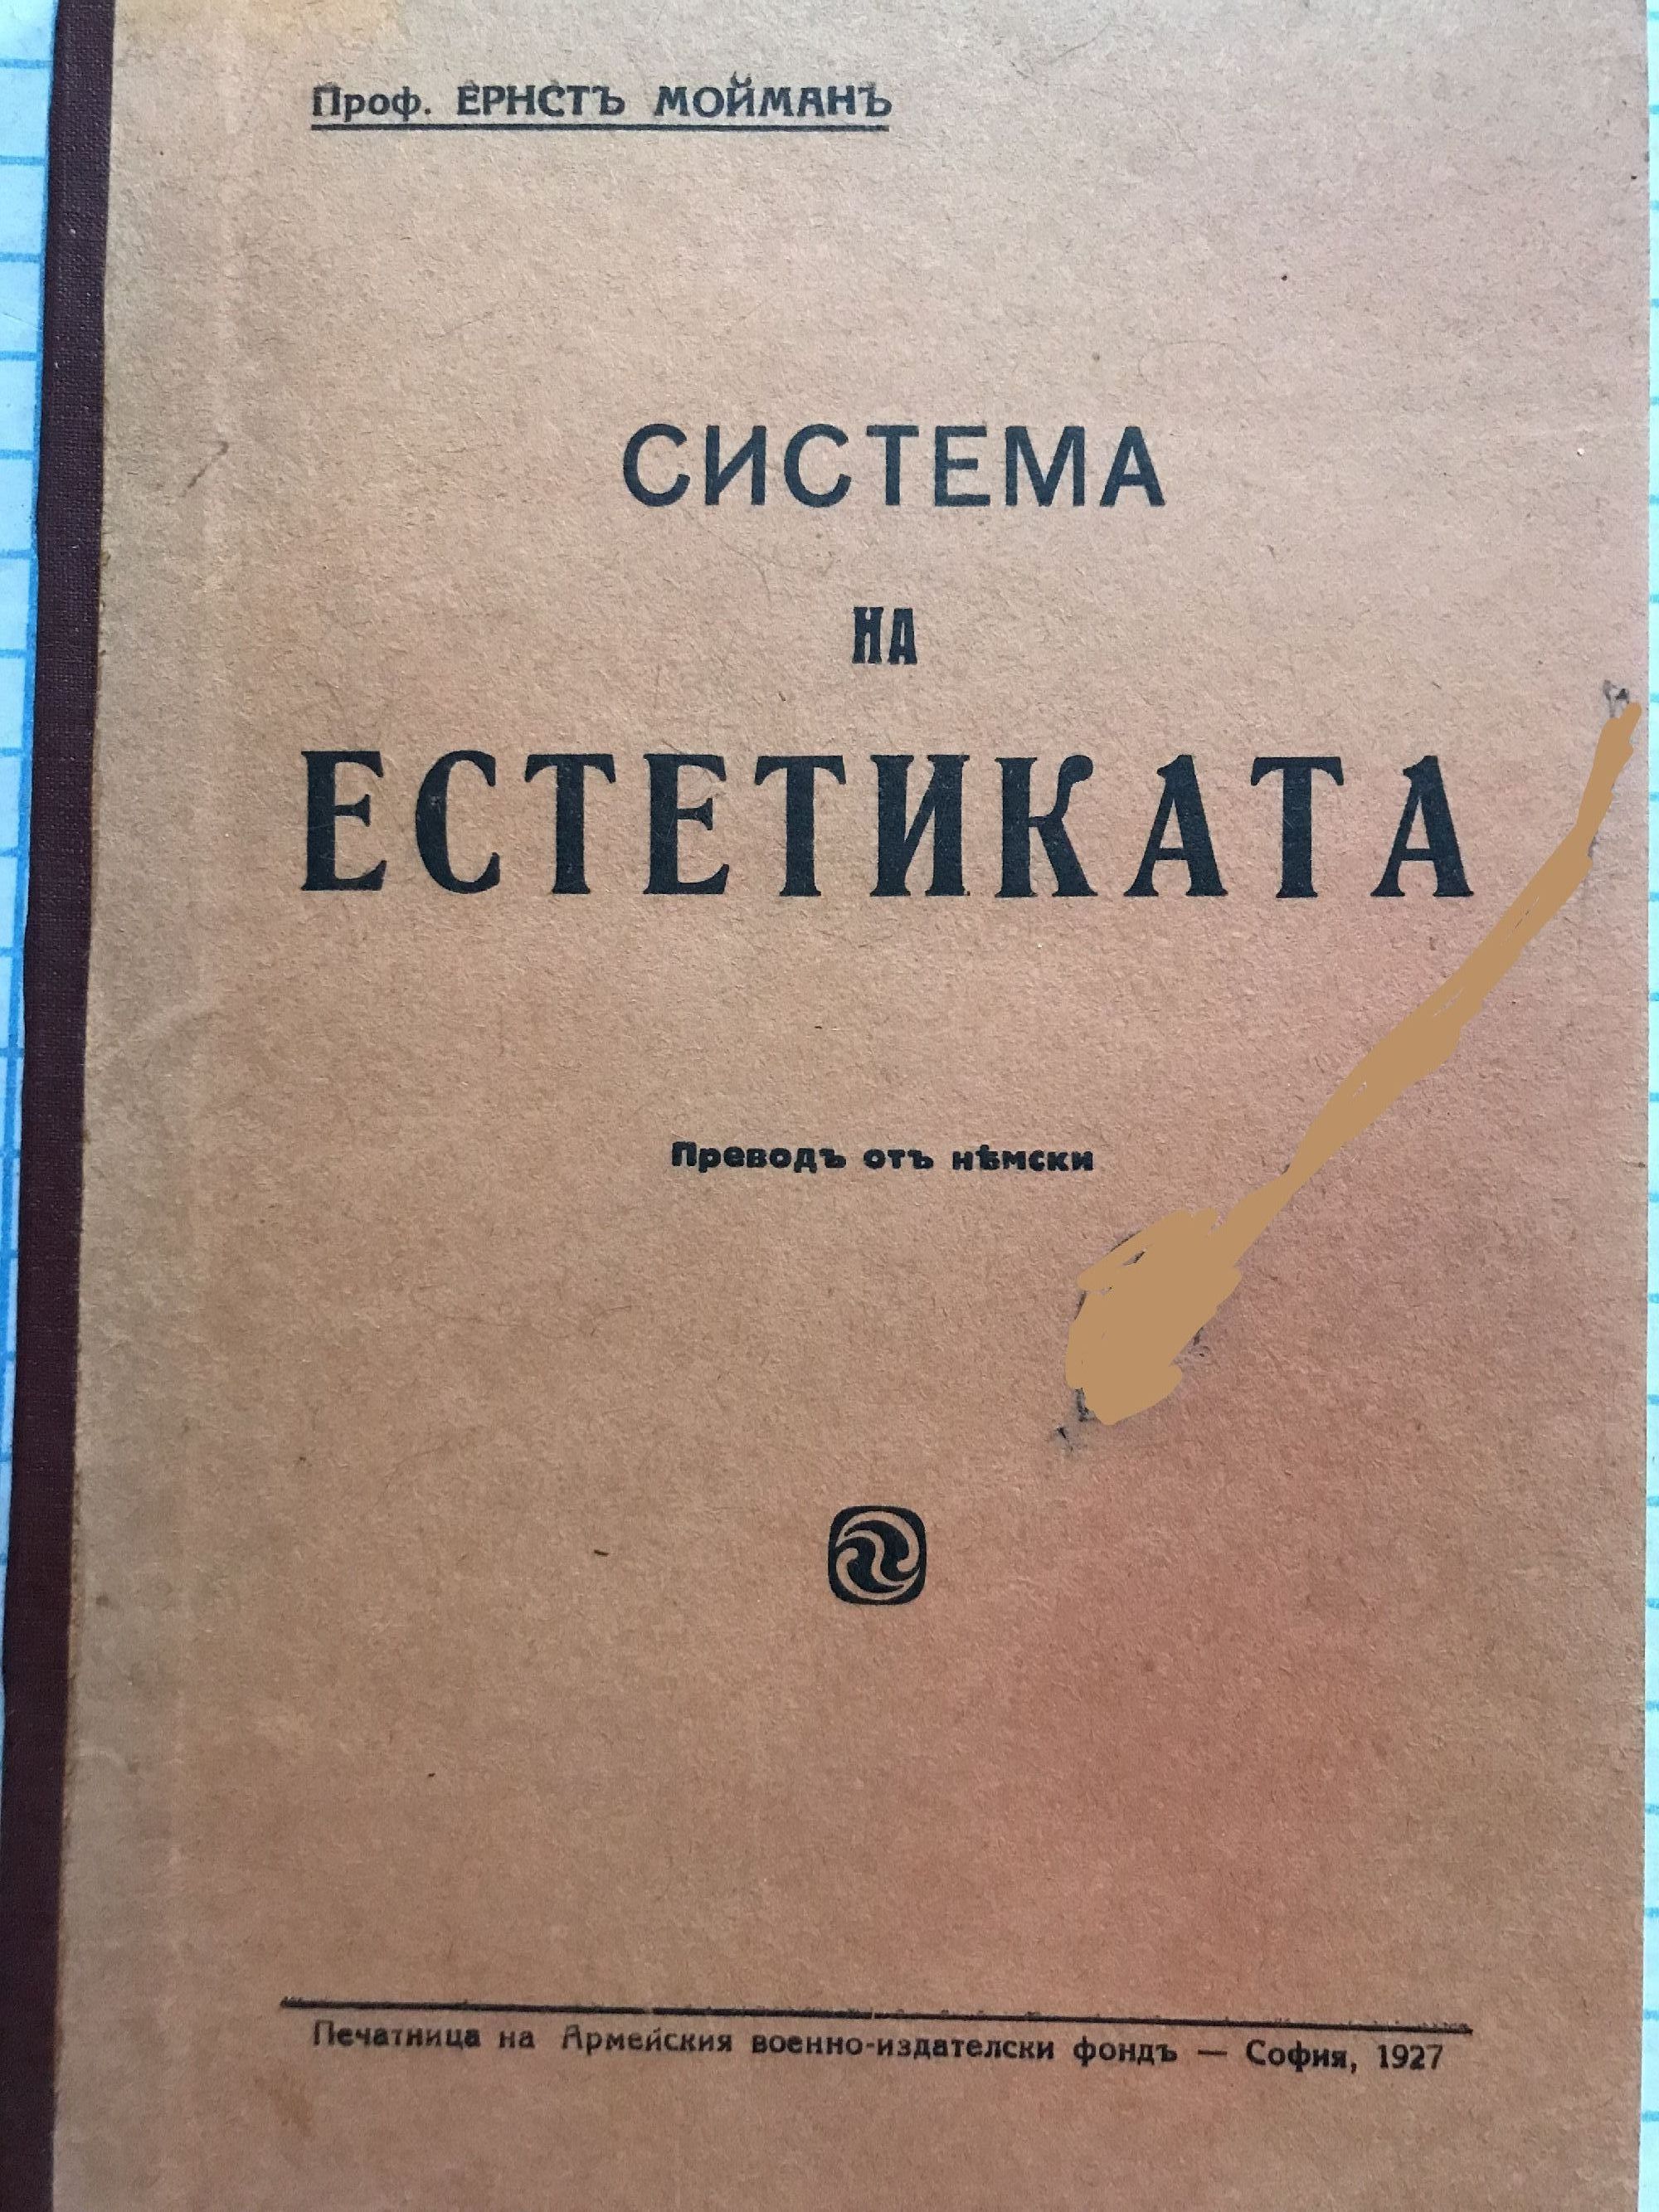 Проф. ЕРНСТЪ МОЙМАНЪ
СИСТЕМА
НА
ЕСТЕТИКАТА
Преводъ отъ нѣмски
Печатница на Армейския военно-издателски фондъ — София, 1927